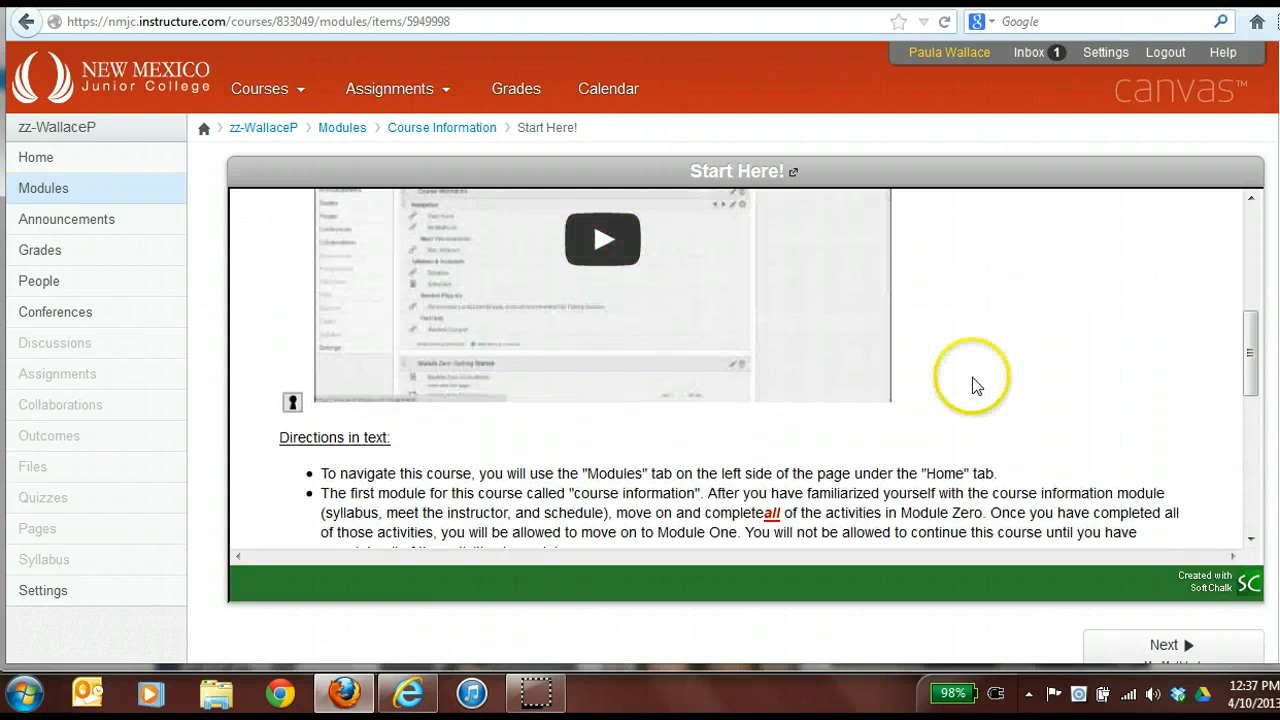 https://nmjc.instructure.com/courses/833049/modules/items/5949998
Google
Paula Wallace Inbox 1 Settings Logout Help
NEW MEXICO
Junior College
Courses Assignments Grades Calendar
canvas™
zz-WallaceP
zz-WallaceP Modules Course Information Start Here!
Home
Modules
Announcements
Grades
People
Conferences
Discussions
Assignments
Collaborations
Outcomes
Files
Quizzes
Pages
Syllabus
Settings
Start Here!
Directions in text:
To navigate this course, you will use the "Modules" tab on the left side of the page under the "Home" tab.
The first module for this course called "course information". After you have familiarized yourself with the course information module
(syllabus, meet the instructor, and schedule), move on and complete all of the activities in Module Zero. Once you have completed all
of those activities, you will be allowed to move on to Module One. You will not be allowed to continue this course until you have
Created with
SoftChalk SC
Next
98%
12:37 PM
4/10/2013